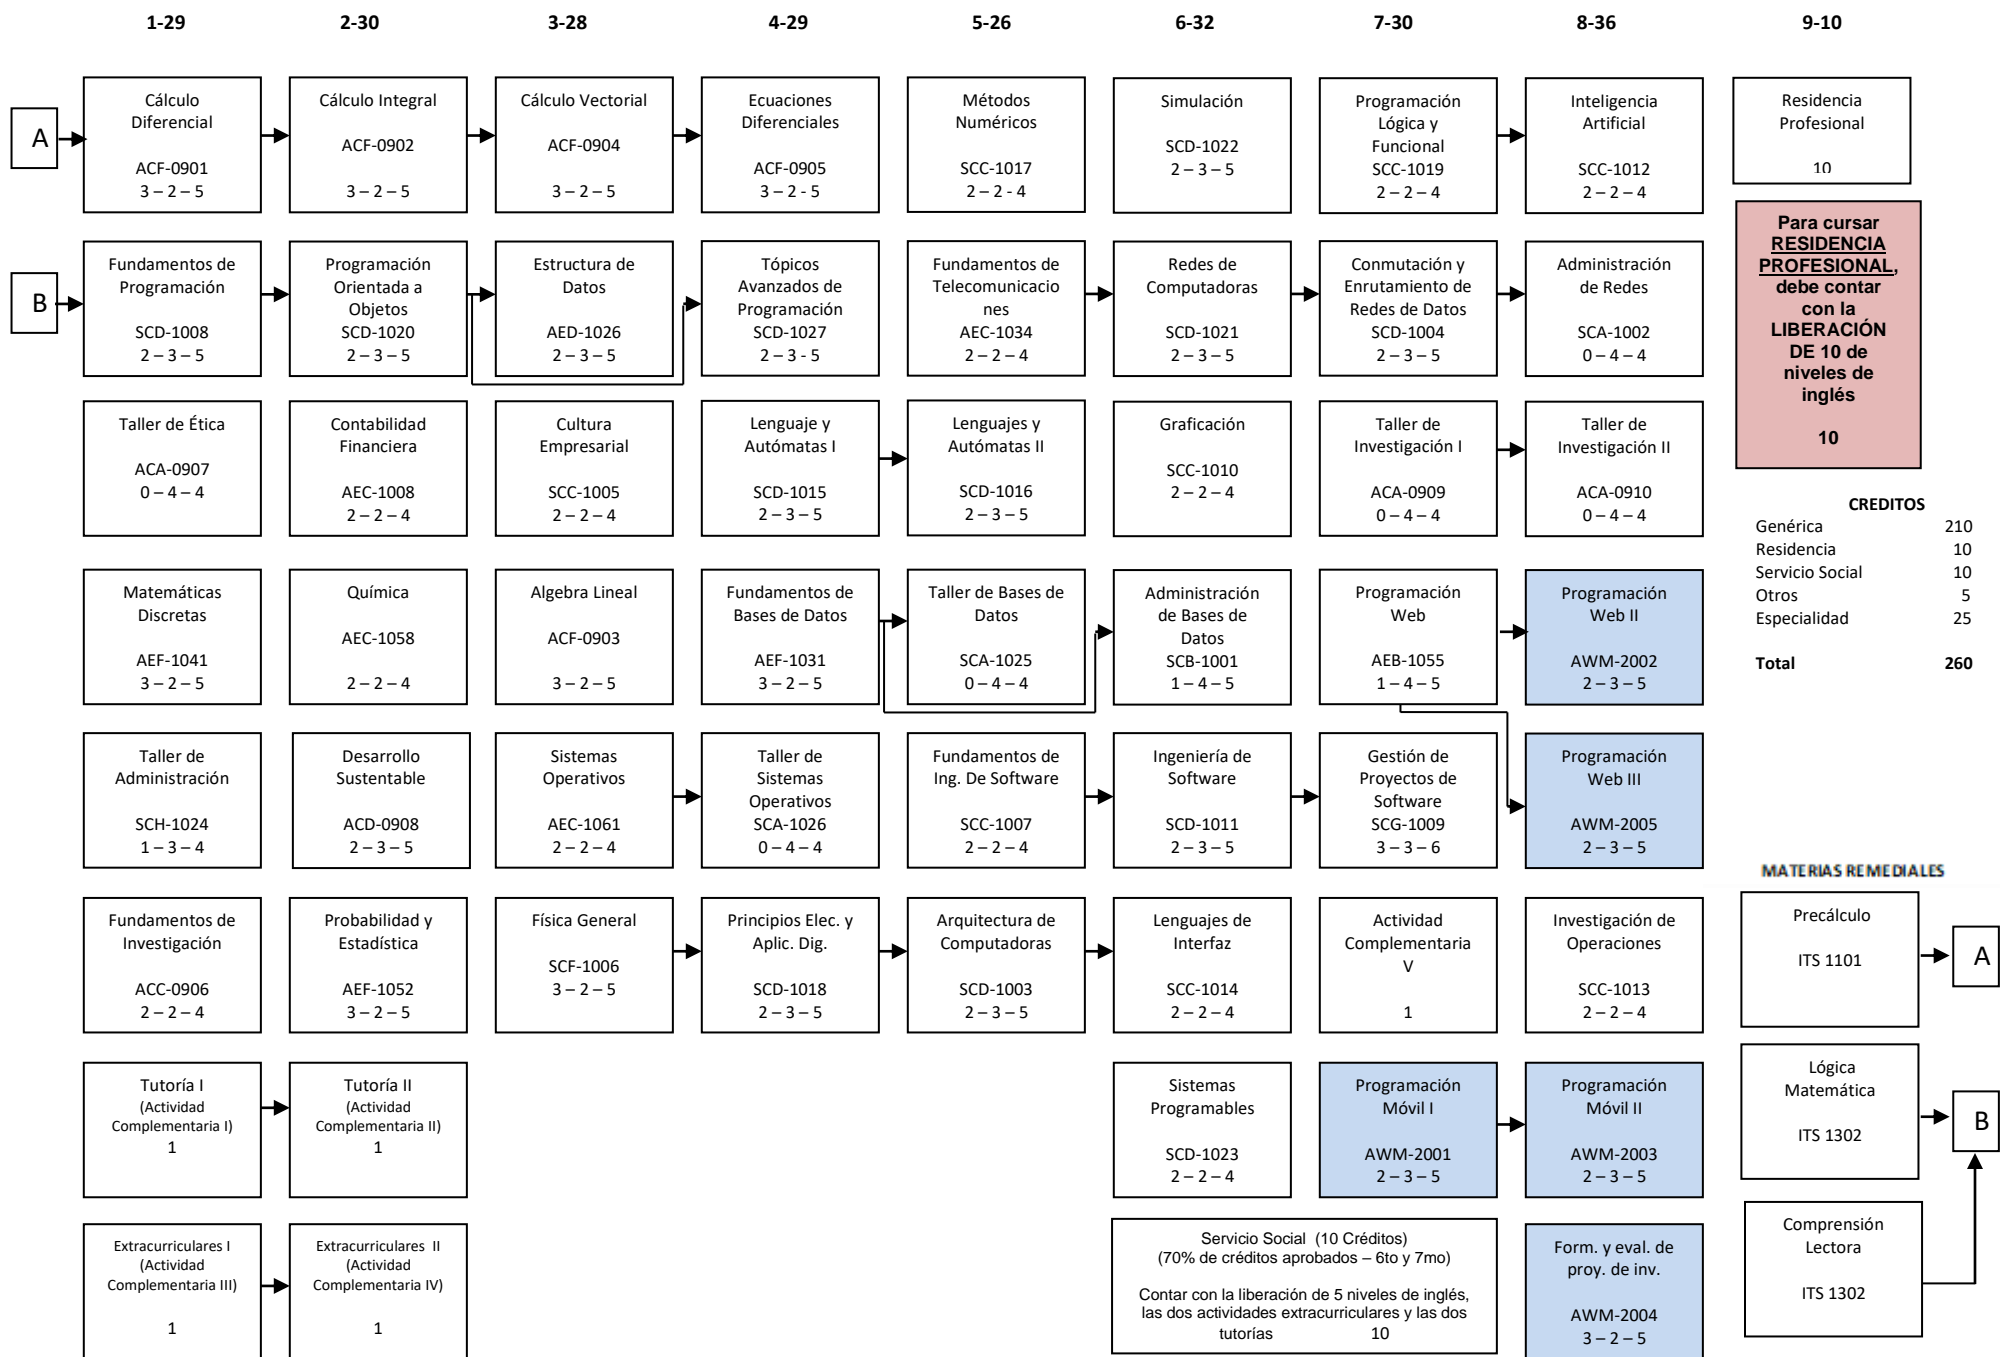 1-29 2-30 3-28 4-29 5-26 6-32 7-30 8-36 9-10
A
Cálculo
Diferencial
ACF-0901
3 – 2 – 5
Cálculo Integral
ACF-0902
3 – 2 – 5
Cálculo Vectorial
ACF-0904
3 – 2 – 5
Ecuaciones
Diferenciales
ACF-0905
3 – 2 - 5
Métodos
Numéricos
SCC-1017
2 – 2 - 4
Simulación
SCD-1022
2 – 3 – 5
Programación
Lógica y
Funcional
SCC-1019
2 – 2 – 4
Inteligencia
Artificial
SCC-1012
2 – 2 – 4
Residencia
Profesional
10
B
Fundamentos de
Programación
SCD-1008
2 – 3 – 5
Programación
Orientada a
Objetos
SCD-1020
2 – 3 – 5
Estructura de
Datos
AED-1026
2 – 3 – 5
Tópicos
Avanzados de
Programación
SCD-1027
2 – 3 - 5
Fundamentos de
Telecomunicacio
nes
AEC-1034
2 – 2 – 4
Redes de
Computadoras
SCD-1021
2 – 3 – 5
Conmutación y
Enrutamiento de
Redes de Datos
SCD-1004
2 – 3 – 5
Administración
de Redes
SCA-1002
0 – 4 – 4
Para cursar
RESIDENCIA
PROFESIONAL,
debe contar
con la
LIBERACIÓN
DE 10 de
niveles de
inglés
10
Taller de Ética
ACA-0907
0 – 4 – 4
Contabilidad
Financiera
AEC-1008
2 – 2 – 4
Cultura
Empresarial
SCC-1005
2 – 2 – 4
Lenguaje y
Autómatas I
SCD-1015
2 – 3 – 5
Lenguajes y
Autómatas II
SCD-1016
2 – 3 – 5
Graficación
SCC-1010
2 – 2 – 4
Taller de
Investigación I
ACA-0909
0 – 4 – 4
Taller de
Investigación II
ACA-0910
0 – 4 – 4
CREDITOS
Genérica 210
Residencia 10
Servicio Social 10
Otros 5
Especialidad 25
Total 260
Matemáticas
Discretas
AEF-1041
3 – 2 – 5
Química
AEC-1058
2 – 2 – 4
Algebra Lineal
ACF-0903
3 – 2 – 5
Fundamentos de
Bases de Datos
AEF-1031
3 – 2 – 5
Taller de Bases de
Datos
SCA-1025
0 – 4 – 4
Administración
de Bases de
Datos
SCB-1001
1 – 4 – 5
Programación
Web
AEB-1055
1 – 4 – 5
Programación
Web II
AWM-2002
2 – 3 – 5
Taller de
Administración
SCH-1024
1 – 3 – 4
Desarrollo
Sustentable
ACD-0908
2 – 3 – 5
Sistemas
Operativos
AEC-1061
2 – 2 – 4
Taller de
Sistemas
Operativos
SCA-1026
0 – 4 – 4
Fundamentos de
Ing. De Software
SCC-1007
2 – 2 – 4
Ingeniería de
Software
SCD-1011
2 – 3 – 5
Gestión de
Proyectos de
Software
SCG-1009
3 – 3 – 6
Programación
Web III
AWM-2005
2 – 3 – 5
MATERIAS REMEDIALES
Fundamentos de
Investigación
ACC-0906
2 – 2 – 4
Probabilidad y
Estadística
AEF-1052
3 – 2 – 5
Física General
SCF-1006
3 – 2 – 5
Principios Elec. y
Aplic. Dig.
SCD-1018
2 – 3 – 5
Arquitectura de
Computadoras
SCD-1003
2 – 3 – 5
Lenguajes de
Interfaz
SCC-1014
2 – 2 – 4
Actividad
Complementaria
V
1
Investigación de
Operaciones
SCC-1013
2 – 2 – 4
Precálculo
ITS 1101
A
Tutoría I
(Actividad
Complementaria I)
1
Tutoría II
(Actividad
Complementaria II)
1
Sistemas
Programables
SCD-1023
2 – 2 – 4
Programación
Móvil I
AWM-2001
2 – 3 – 5
Programación
Móvil II
AWM-2003
2 – 3 – 5
Lógica
Matemática
ITS 1302
B
Extracurriculares I
(Actividad
Complementaria III)
1
Extracurriculares II
(Actividad
Complementaria IV)
1
Servicio Social (10 Créditos)
(70% de créditos aprobados – 6to y 7mo)
Contar con la liberación de 5 niveles de inglés,
las dos actividades extracurriculares y las dos
tutorías 10
Form. y eval. de
proy. de inv.
AWM-2004
3 – 2 – 5
Comprensión
Lectora
ITS 1302